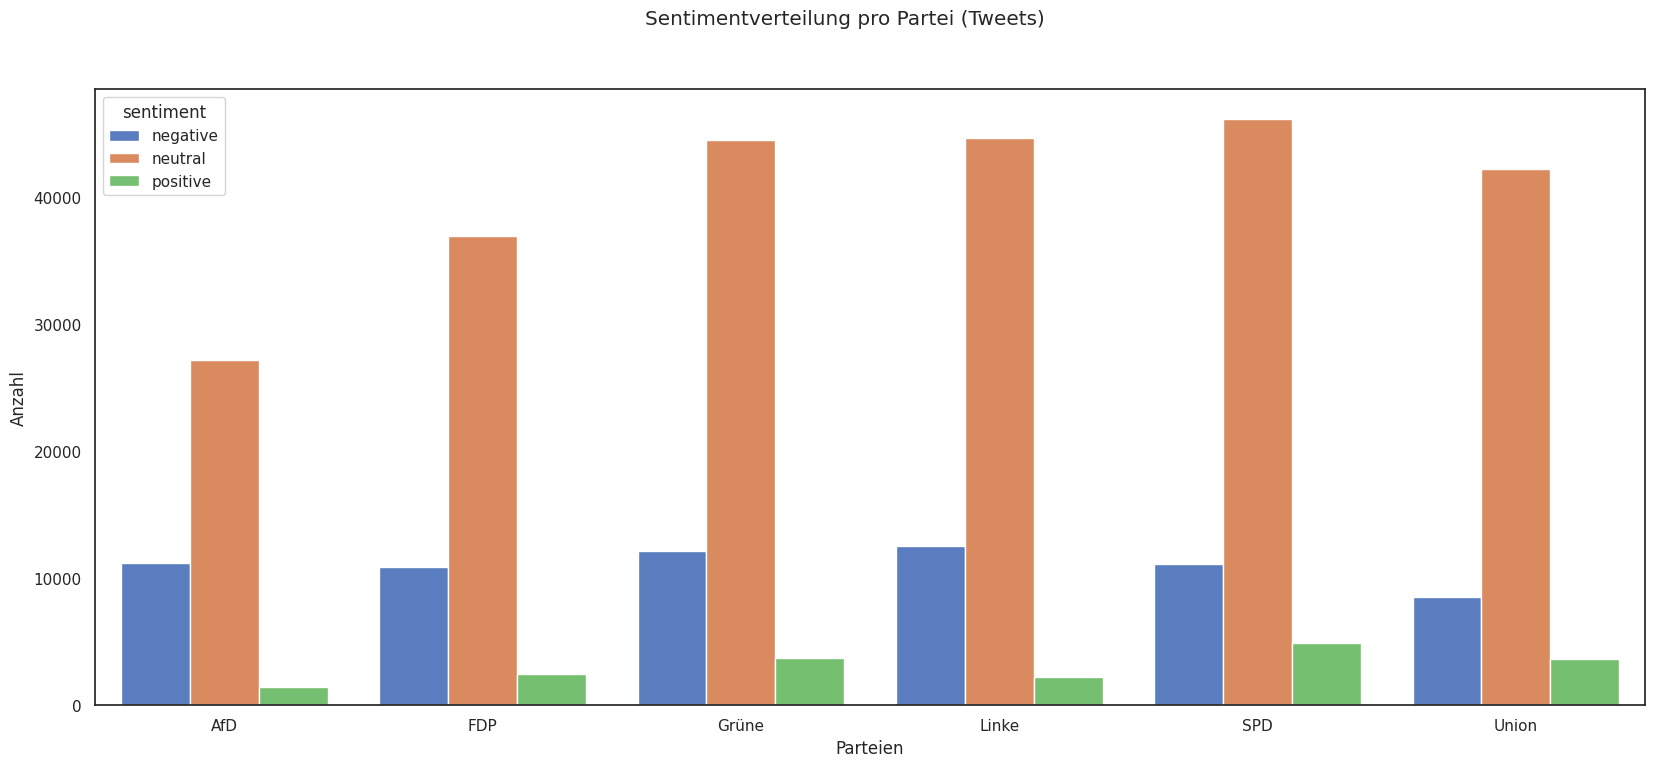 Sentimentverteilung pro Partei (Tweets)
sentiment
negative
neutral
positive
40000
30000
20000
10000
0
Anzahl
AfD FDP Grüne Linke SPD Union
Parteien